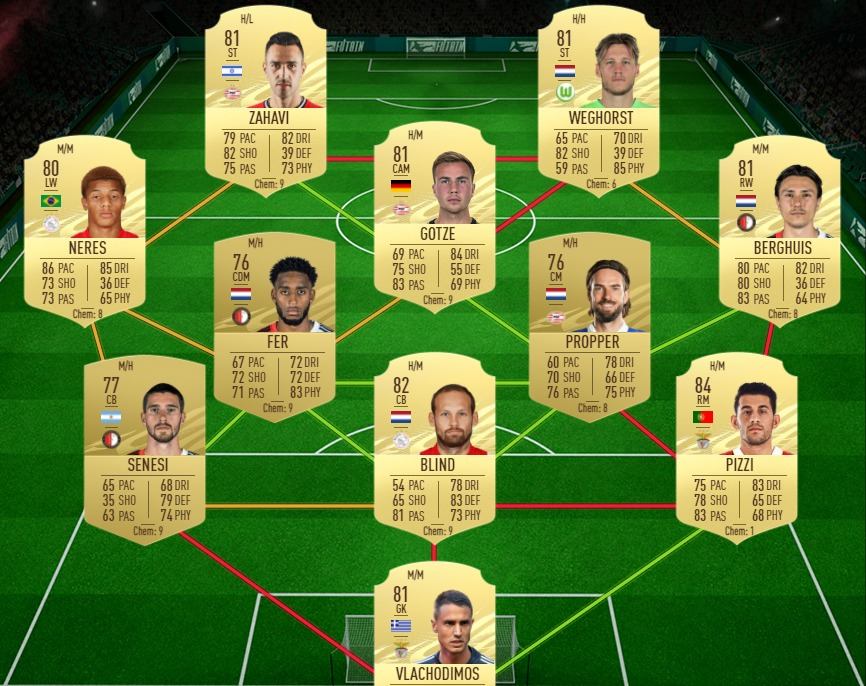 H/L
81
ST
ZAHAVI
79 PAC 82 DRI
82 SHO 39 DEF
75 PAS 73 PHY
Chem: 9
H/H
81
ST
WEGHORST
65 PAC 70 DRI
82 SHO 39 DEF
59 PAS 85 PHY
Chem: 6
M/M
80
LW
NERES
86 PAC 85 DRI
73 SHO 36 DEF
73 PAS 65 PHY
Chem: 8
H/M
81
CAM
GÖTZE
69 PAC 84 DRI
75 SHO 55 DEF
83 PAS 69 PHY
Chem: 9
M/M
81
RW
BERGHUIS
80 PAC 82 DRI
80 SHO 36 DEF
83 PAS 64 PHY
Chem: 8
M/H
76
CDM
FER
67 PAC 72 DRI
72 SHO 72 DEF
71 PAS 83 PHY
Chem: 9
M/H
76
CM
PROPPER
60 PAC 78 DRI
70 SHO 66 DEF
76 PAS 75 PHY
Chem: 8
M/H
77
CB
SENESI
65 PAC 68 DRI
35 SHO 79 DEF
63 PAS 74 PHY
Chem: 9
H/M
82
CB
BLIND
54 PAC 78 DRI
65 SHO 83 DEF
81 PAS 73 PHY
Chem: 9
H/M
84
RM
PIZZI
75 PAC 83 DRI
78 SHO 65 DEF
83 PAS 68 PHY
Chem: 1
M/M
81
GK
VLACHODIMOS